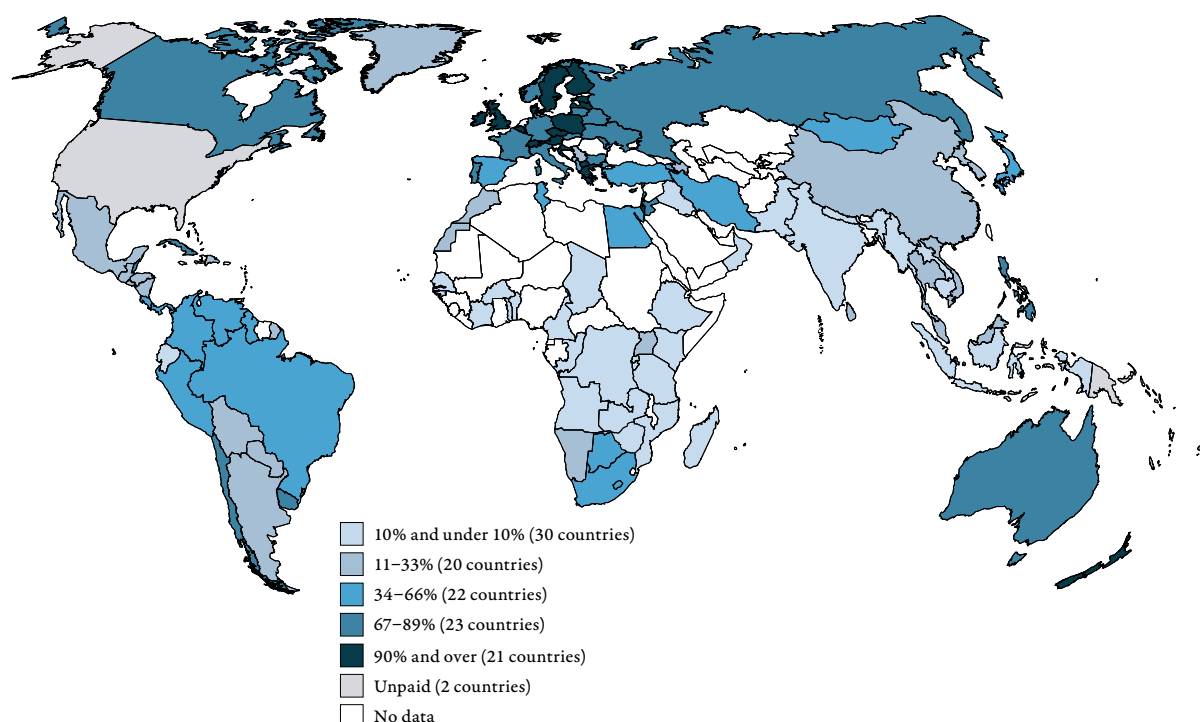 10% and under 10% (30 countries)
11–33% (20 countries)
34–66% (22 countries)
67–89% (23 countries)
90% and over (21 countries)
Unpaid (2 countries)
No data